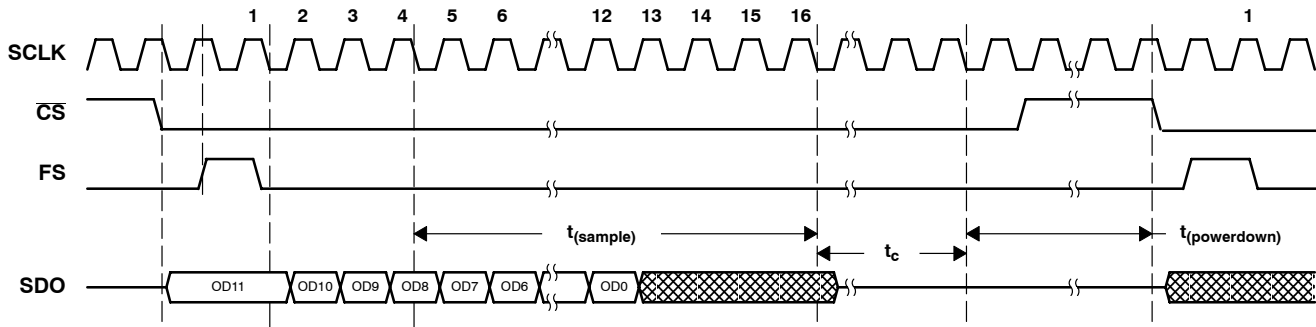 1 2 3 4 5 6 12 13 14 15 16 1
SCLK
CS
FS
t(sample)
tc
t(powerdown)
SDO
OD11 OD10 OD9 OD8 OD7 OD6 OD0